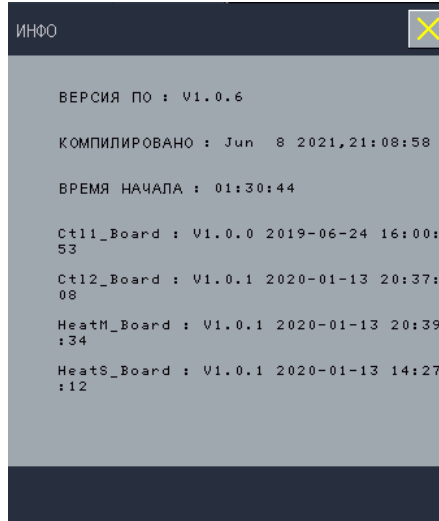 ИНФО
ВЕРСИЯ ПО : V1.0.6
КОМПИЛИРОВАНО : Jun  8 2021,21:08:58
ВРЕМЯ НАЧАЛА : 01:30:44
Ctl1_Board : V1.0.0 2019-06-24 16:00:
53
Ctl2_Board : V1.0.1 2020-01-13 20:37:
08
HeatM_Board : V1.0.1 2020-01-13 20:39
:34
HeatS_Board : V1.0.1 2020-01-13 14:27
:12